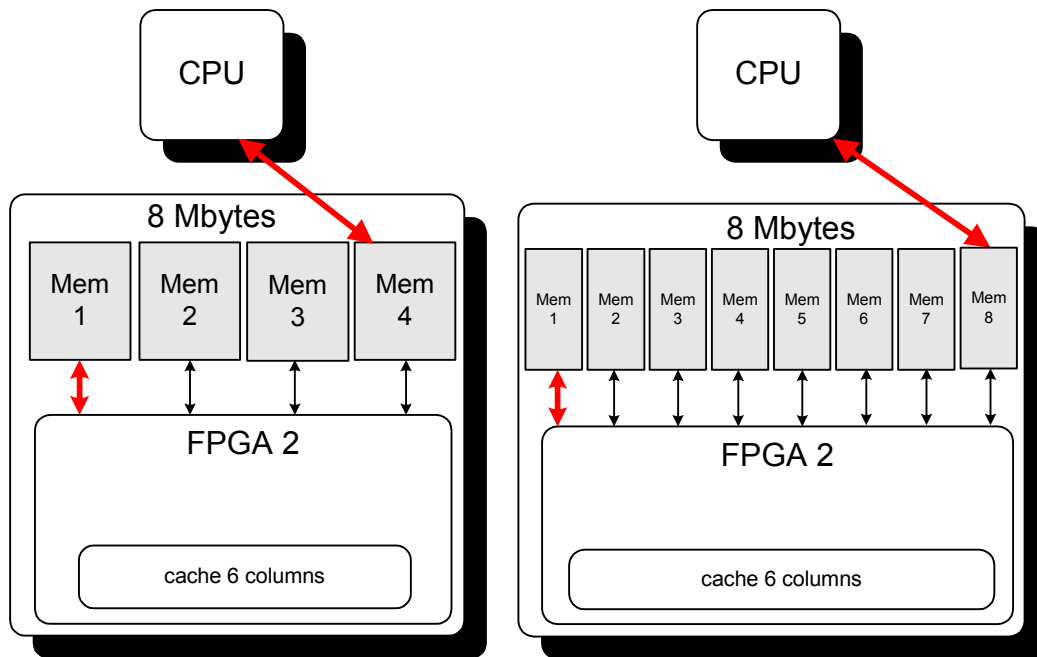 CPU
8 Mbytes
Mem
1
Mem
2
Mem
3
Mem
4
FPGA 2
cache 6 columns
CPU
8 Mbytes
Mem
1
Mem
2
Mem
3
Mem
4
Mem
5
Mem
6
Mem
7
Mem
8
FPGA 2
cache 6 columns